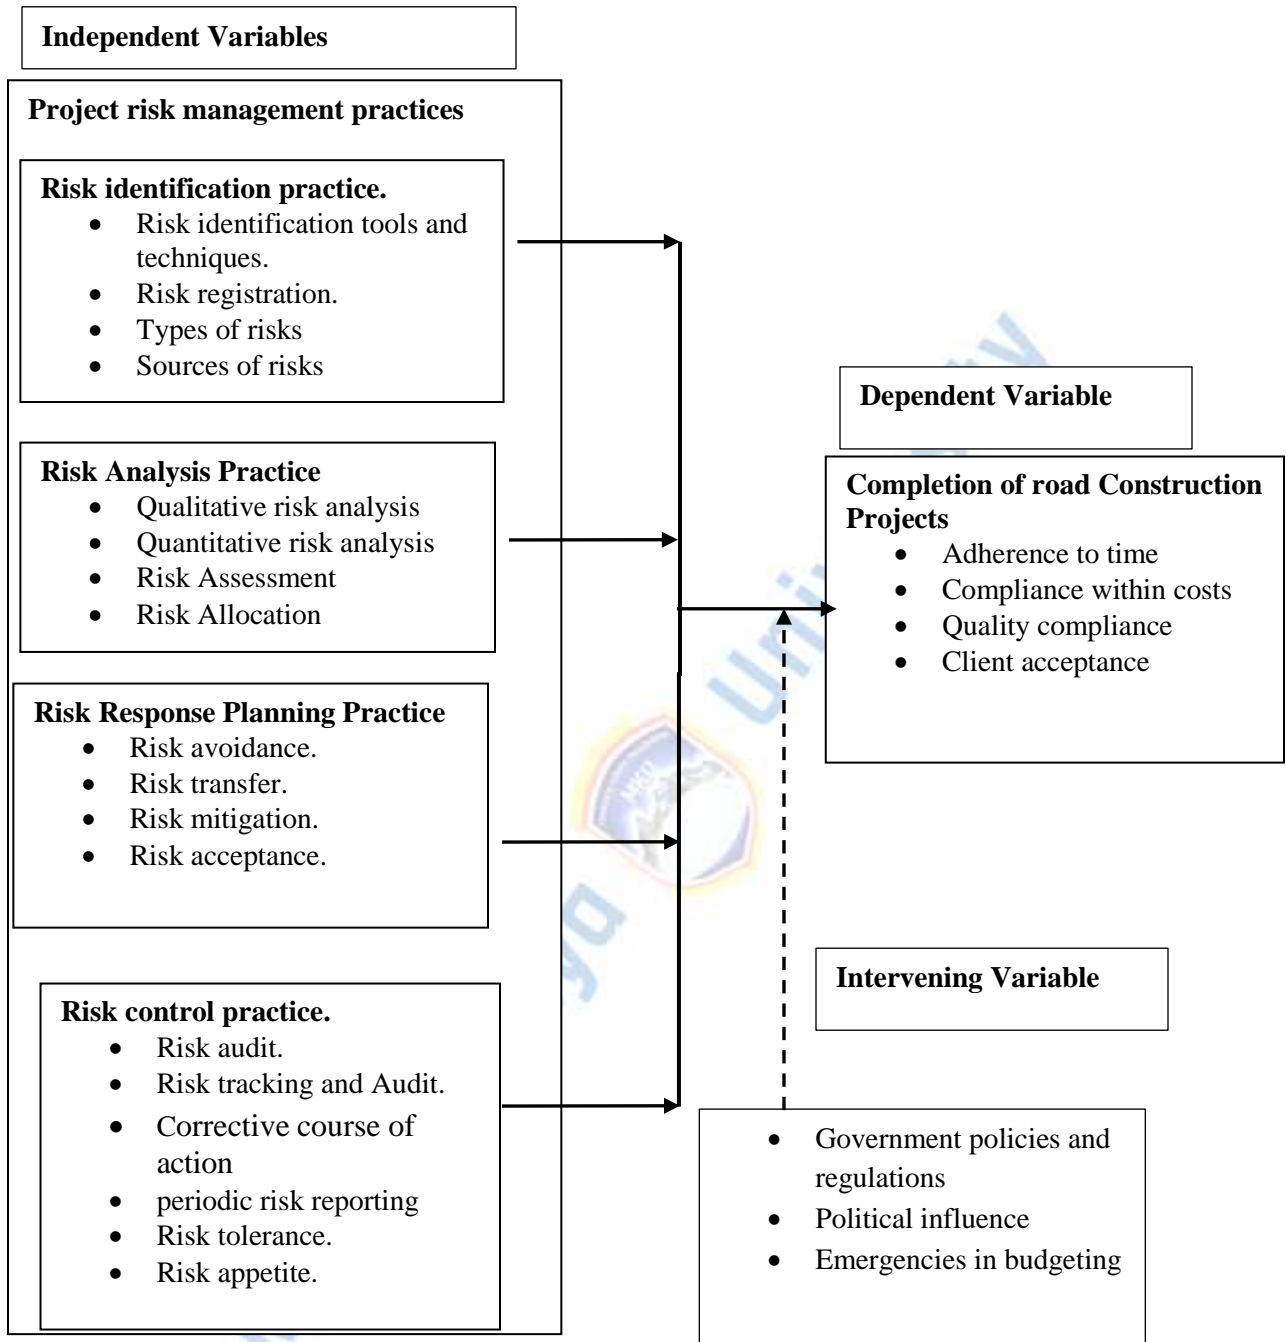 Independent Variables
Project risk management practices
Risk identification practice.
• Risk identification tools and
techniques.
• Risk registration.
• Types of risks
• Sources of risks
Risk Analysis Practice
• Qualitative risk analysis
• Quantitative risk analysis
• Risk Assessment
• Risk Allocation
Risk Response Planning Practice
• Risk avoidance.
• Risk transfer.
• Risk mitigation.
• Risk acceptance.
Risk control practice.
• Risk audit.
• Risk tracking and Audit.
• Corrective course of
action
• periodic risk reporting
• Risk tolerance.
• Risk appetite.
Dependent Variable
Completion of road Construction
Projects
• Adherence to time
• Compliance within costs
• Quality compliance
• Client acceptance
Intervening Variable
• Government policies and
regulations
• Political influence
• Emergencies in budgeting
MKU